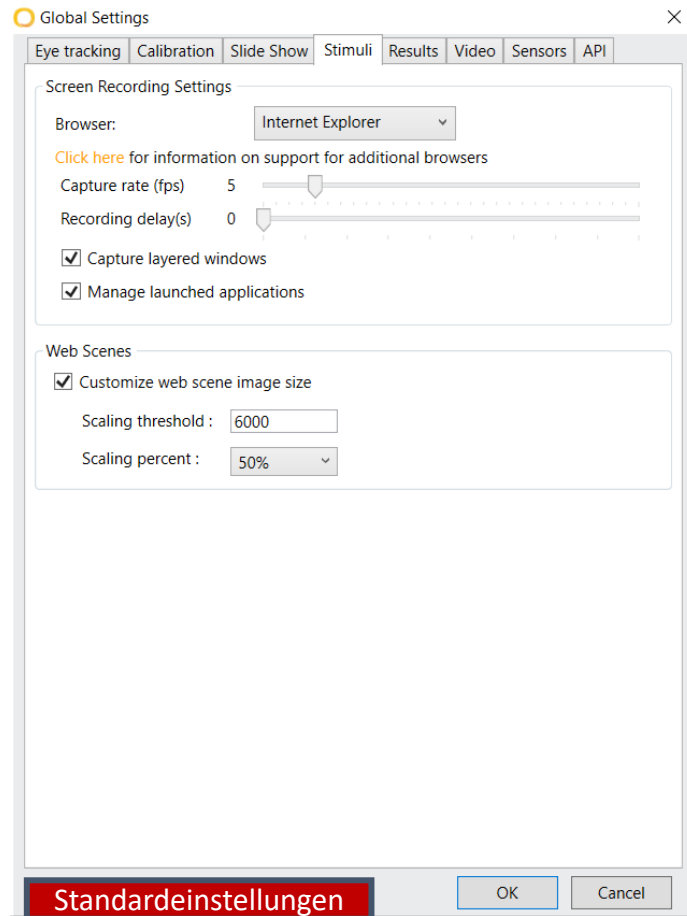 Global Settings
Eye tracking Calibration Slide Show Stimuli Results Video Sensors API
Screen Recording Settings
Browser: Internet Explorer
Click here for information on support for additional browsers
Capture rate (fps) 5
Recording delay(s) 0
Capture layered windows
Manage launched applications
Web Scenes
Customize web scene image size
Scaling threshold : 6000
Scaling percent : 50%
Standardeinstellungen
OK Cancel